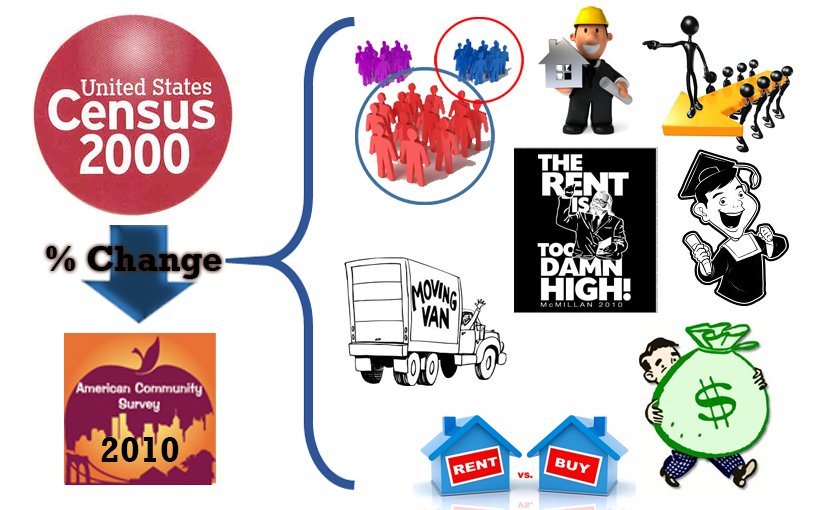 United States
Census
2000
% Change
American Community
Survey
2010
THE
RENT
IS
TOO
DAMN
HIGH!
McMILLAN 2010
MOVING
VAN
$
RENT
vs.
BUY